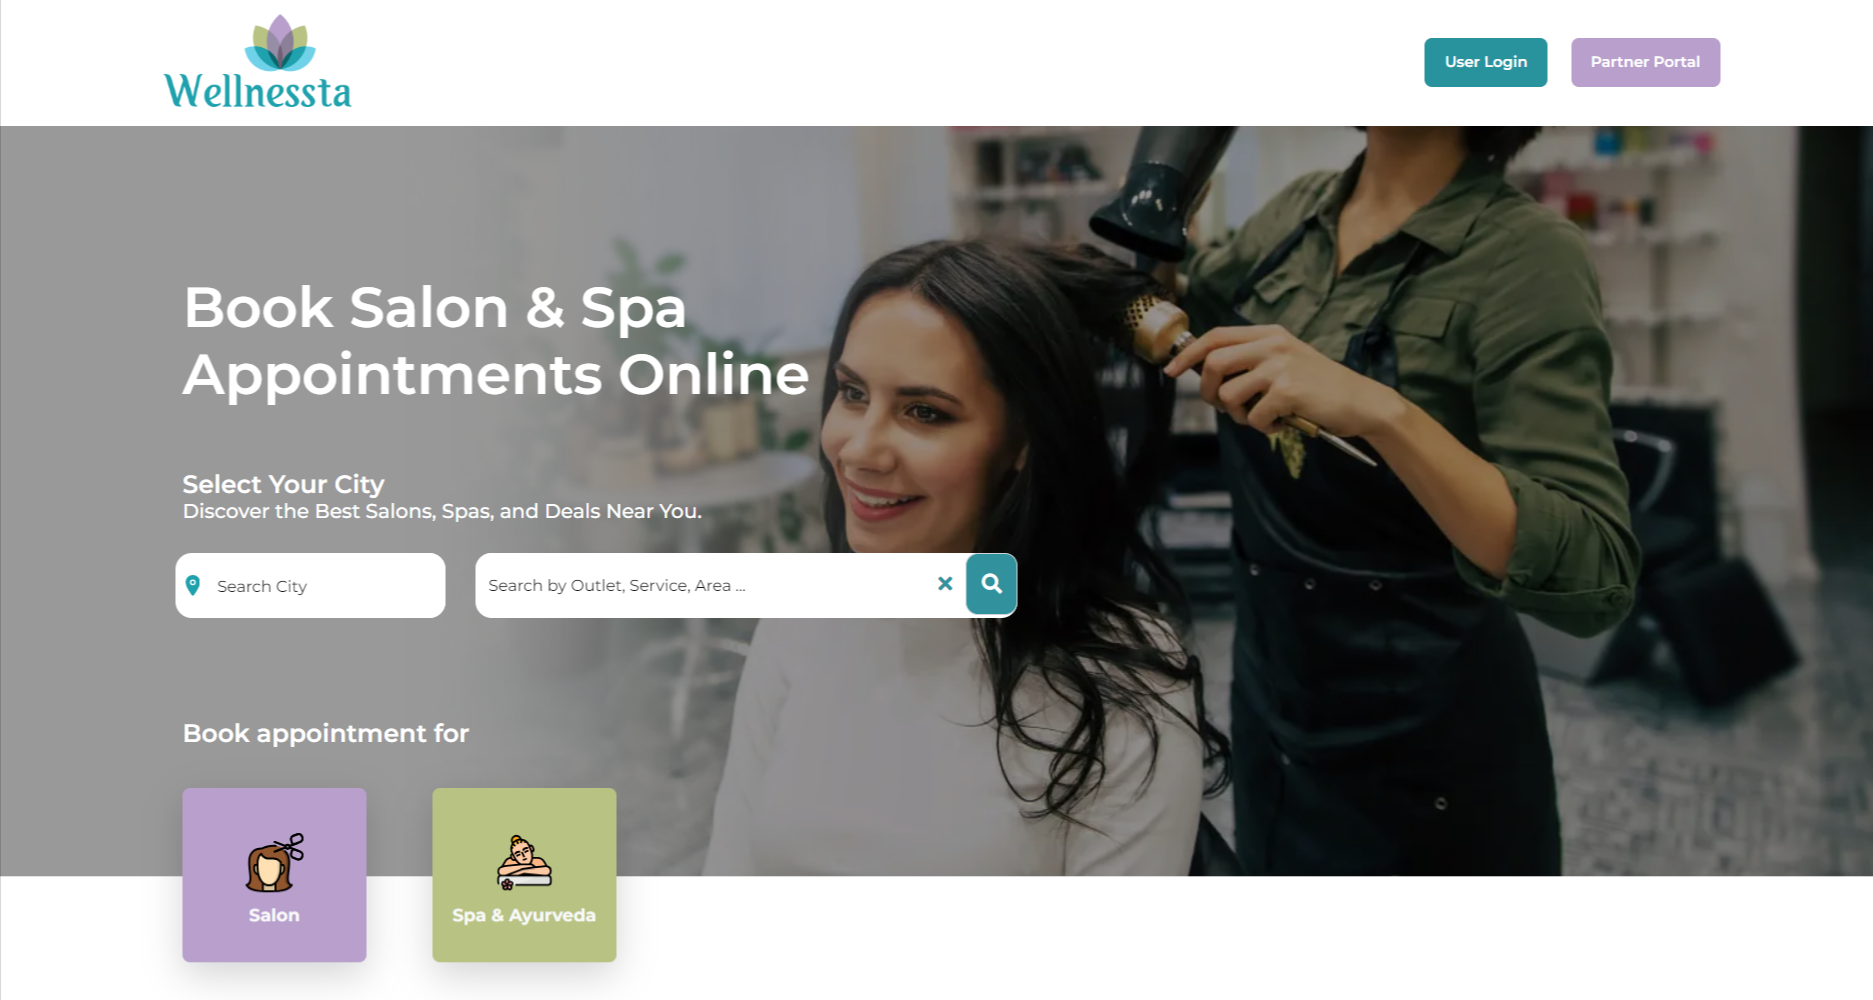 Wellnessta
User Login
Partner Portal
Book Salon & Spa
Appointments Online
Select Your City
Discover the Best Salons, Spas, and Deals Near You.
Search City
Search by Outlet, Service, Area ...
Book appointment for
Salon
Spa & Ayurveda